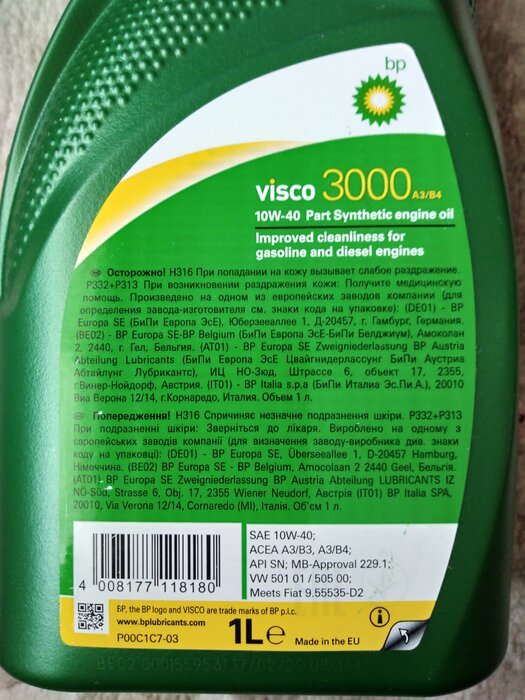 bp
visco 3000 A3/B4
10W-40 Part Synthetic engine oil
Improved cleanliness for
gasoline and diesel engines
Осторожно! H316 При попадании на кожу вызывает слабое раздражение.
P332+P313 При возникновении раздражения кожи: Получите медицинскую
помощь. Произведено на одном из европейских заводов компании (для
определения завода-изготовителя см. знаки кода на упаковке): (DE01) - BP
Europa SE (БиПи Европа ЭсЕ), Юберзееаллее 1, Д-20457, г. Гамбург, Германия.
(BE02) - BP Europa SE-BP Belgium (БиПи Европа ЭсЕ-БиПи Белджиум), Амоколан
2, 2440, г. Гел, Бельгия, (AT01) - BP Europa SE Zweigniederlassung BP Austria
Abteilung Lubricants (БиПи Европа ЭсЕ Цвайгнидерлассунг БиПи Аустриа
Абтайлунг Лубрикантс), ИЦ НО-Зюд, Штрассе 6, объект 17, 2355,
г.Винер-Нойдорф, Австрия. (IT01) - BP Italia s.p.a (БиПи Италиа Эс.Пи.А.), 20010
Виа Верона 12/14, г.Корнаредо, Италия. Объем 1 л.
Попередження! H316 Спричиняє незначне подразнення шкіри. P332+P313
При подразненні шкіри: Зверніться до лікаря. Вироблено на одному з
європейських заводів компанії (для визначення заводу-виробника див. знаки
коду на упаковці): (DE01) - BP Europa SE, Überseeallee 1, D-20457 Hamburg,
Німеччина. (BE02) BP Europa SE - BP Belgium, Amocolaan 2 2440 Geel, Бельгія.
(AT01) BP Europa SE Zweigniederlassung BP Austria Abteilung LUBRICANTS IZ
NÖ-Süd, Strasse 6, Obj. 17, 2355 Wiener Neudorf, Австрія (IT01) BP Italia SPA,
20010, Via Verona 12/14, Cornaredo (MI), Італія. Об'єм 1 л.
SAE 10W-40;
ACEA A3/B3, A3/B4;
API SN; MB-Approval 229.1;
VW 501 01 / 505 00;
Meets Fiat 9.55535-D2
4 008177 118180
BP, the BP logo and VISCO are trade marks of BP p.l.c.
www.bplubricants.com
1L e
Made in the EU
P00C1C7-03
BE02 0001559531 17/02/22